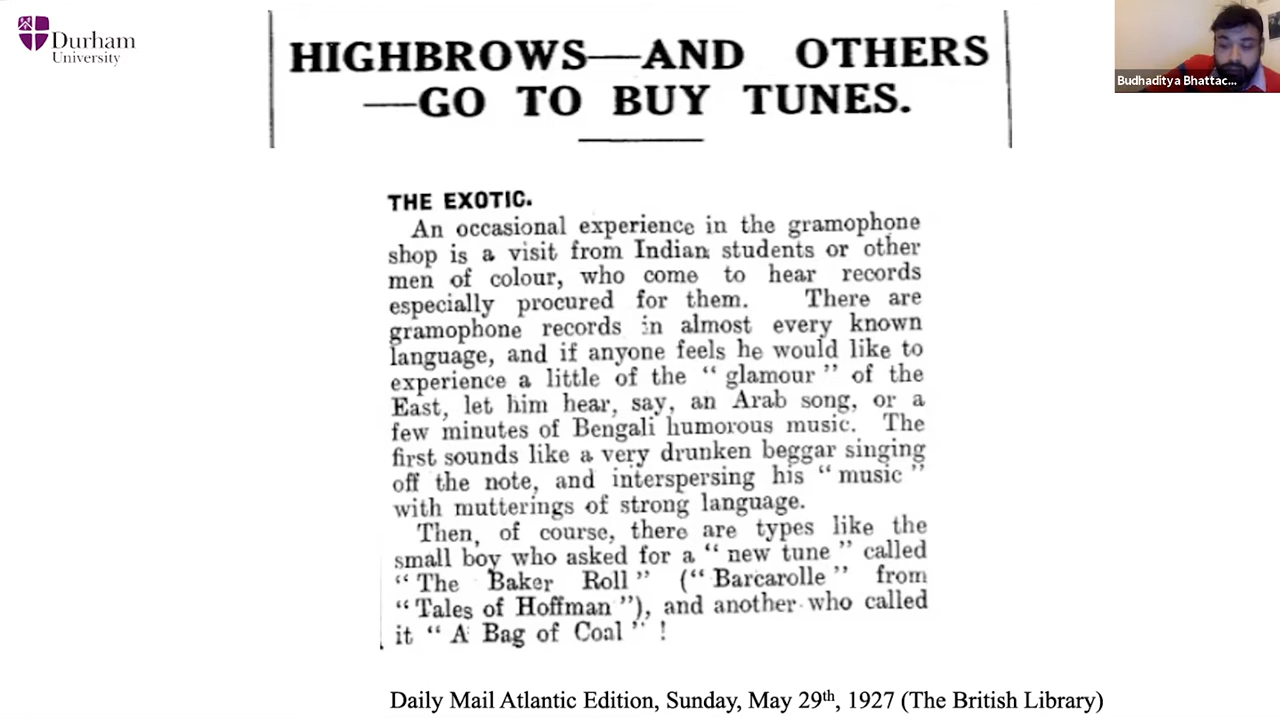 Durham
University
HIGHBROWS—AND OTHERS
—GO TO BUY TUNES.
Budhaditya Bhattac...
THE EXOTIC.
An occasional experience in the gramophone
shop is a visit from Indian students or other
men of colour, who come to hear records
especially procured for them. There are
gramophone records in almost every known
language, and if anyone feels he would like to
experience a little of the “ glamour ” of the
East, let him hear, say, an Arab song, or a
few minutes of Bengali humorous music. The
first sounds like a very drunken beggar singing
off the note, and interspersing his “ music ”
with mutterings of strong language.
Then, of course, there are types like the
small boy who asked for a “ new tune ” called
“ The Baker Roll ” (“ Barcarolle ” from
“ Tales of Hoffman ”), and another who called
it “ A Bag of Coal ” !
Daily Mail Atlantic Edition, Sunday, May 29th, 1927 (The British Library)